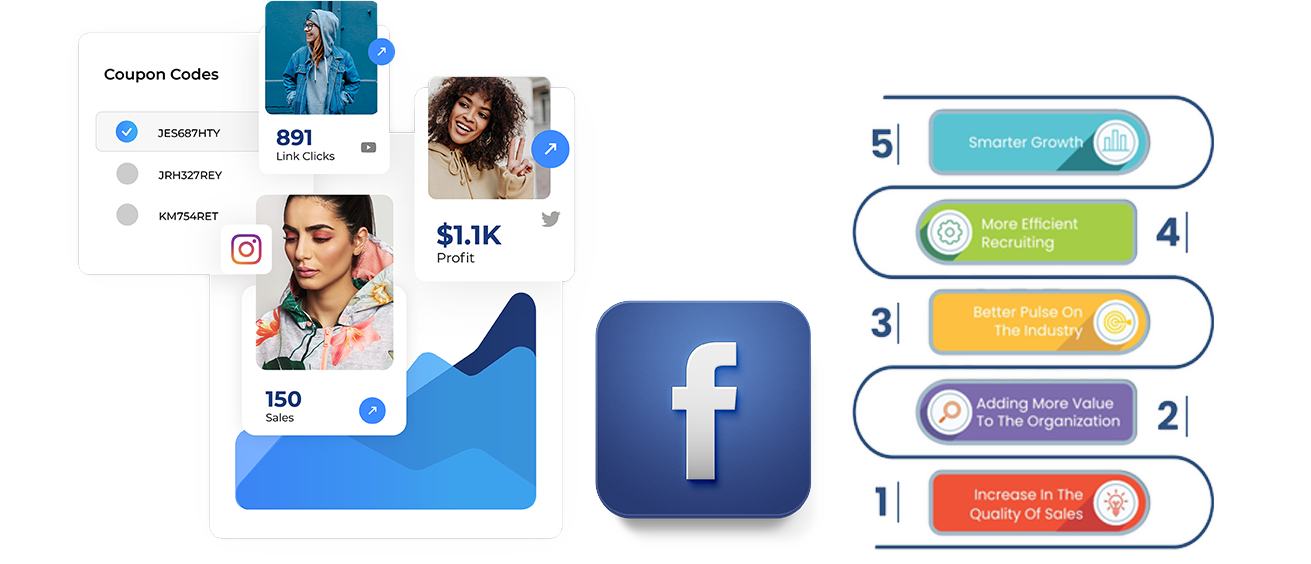 Coupon Codes
JES687HTY
JRH327REY
KM754RET
891
Link Clicks
$1.1K
Profit
150
Sales
f
5
Smarter Growth
More Efficient
Recruiting
4
3
Better Pulse On
The Industry
Adding More Value
To The Organization
2
1
Increase In The
Quality Of Sales